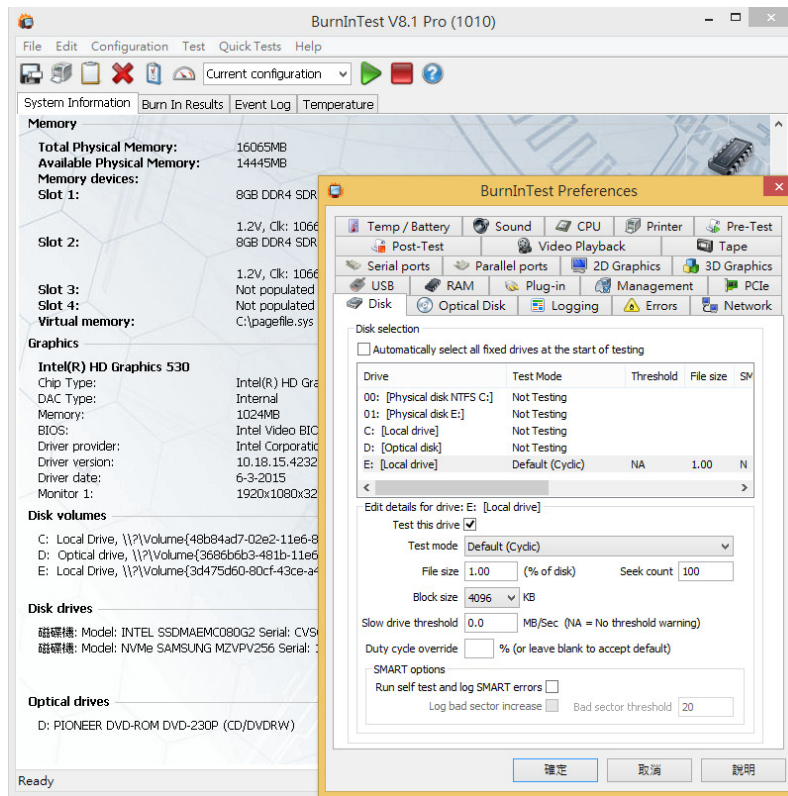 BurnInTest V8.1 Pro (1010)
File Edit Configuration Test Quick Tests Help
Current configuration
System Information Burn In Results Event Log Temperature
Memory
Total Physical Memory: 16065MB
Available Physical Memory: 14445MB
Memory devices:
Slot 1: 8GB DDR4 SDR
1.2V, Clk: 1066
Slot 2: 8GB DDR4 SDR
1.2V, Clk: 1066
Slot 3: Not populated
Slot 4: Not populated
Virtual memory: C:\pagefile.sys
Graphics
Intel(R) HD Graphics 530
Chip Type: Intel(R) HD Gra
DAC Type: Internal
Memory: 1024MB
BIOS: Intel Video BIO
Driver provider: Intel Corporatio
Driver version: 10.18.15.4232
Driver date: 6-3-2015
Monitor 1: 1920x1080x32
Disk volumes
C: Local Drive, \\?\Volume{48b84ad7-02e2-11e6-8
D: Optical drive, \\?\Volume{3686b6b3-481b-11e6
E: Local Drive, \\?\Volume{3d475d60-80cf-43ce-a4
Disk drives
磁碟機: Model: INTEL SSDMAEMC080G2 Serial: CVS
磁碟機: Model: NVMe SAMSUNG MZVPV256 Serial:
Optical drives
D: PIONEER DVD-ROM DVD-230P (CD/DVDRW)
Ready
BurnInTest Preferences
Temp / Battery Sound CPU Printer Pre-Test
Post-Test Video Playback Tape
Serial ports Parallel ports 2D Graphics 3D Graphics
USB RAM Plug-in Management PCIe
Disk Optical Disk Logging Errors Network
Disk selection
Automatically select all fixed drives at the start of testing
Drive Test Mode Threshold File size SM
00: [Physical disk NTFS C:] Not Testing
01: [Physical disk E:] Not Testing
C: [Local drive] Not Testing
D: [Optical disk] Not Testing
E: [Local drive] Default (Cyclic) NA 1.00 N
Edit details for drive: E: [Local drive]
Test this drive
Test mode Default (Cyclic)
File size 1.00 (% of disk) Seek count 100
Block size 4096 KB
Slow drive threshold 0.0 MB/Sec (NA = No threshold warning)
Duty cycle override % (or leave blank to accept default)
SMART options
Run self test and log SMART errors
Log bad sector increase Bad sector threshold 20
確定 取消 說明